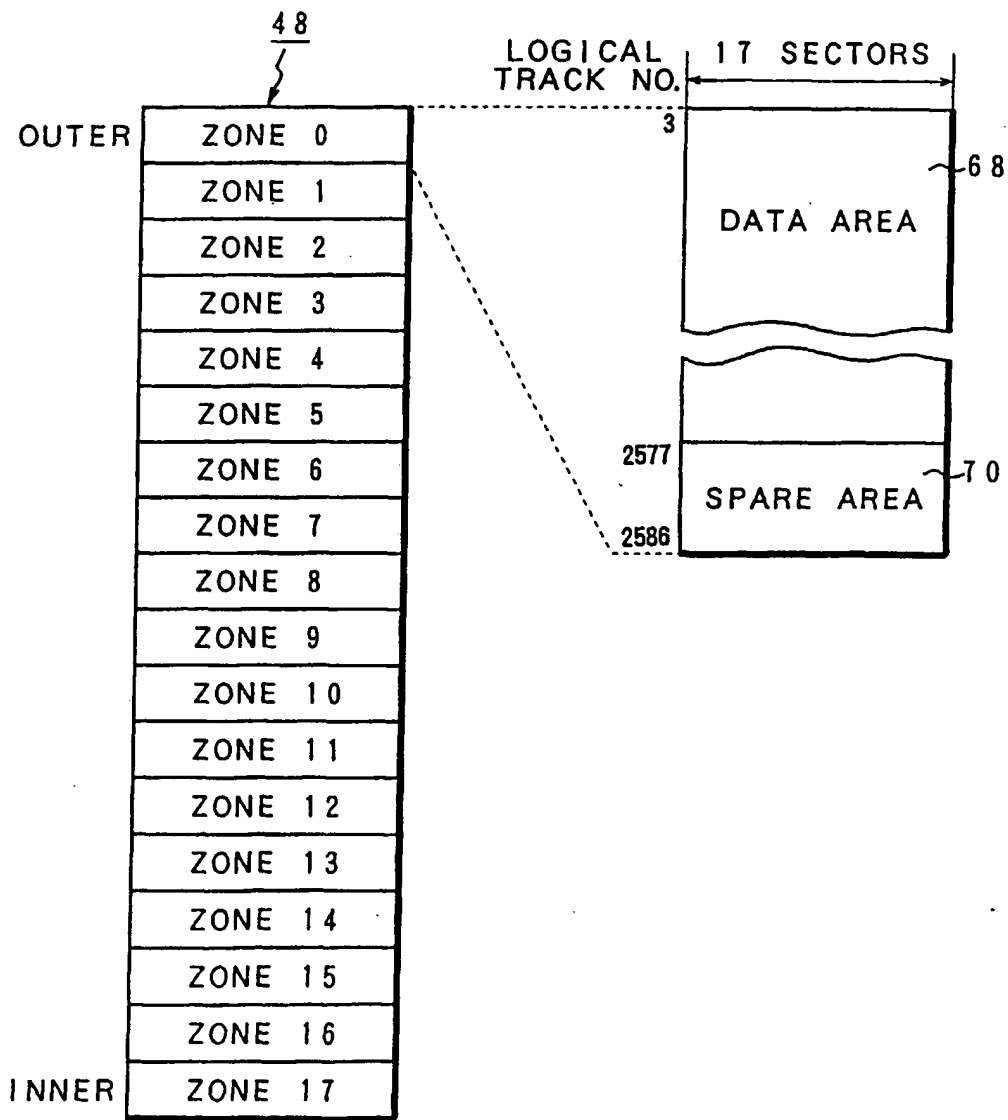 48
OUTER
ZONE 0
ZONE 1
ZONE 2
ZONE 3
ZONE 4
ZONE 5
ZONE 6
ZONE 7
ZONE 8
ZONE 9
ZONE 10
ZONE 11
ZONE 12
ZONE 13
ZONE 14
ZONE 15
ZONE 16
INNER
ZONE 17
LOGICAL
TRACK NO.
17 SECTORS
3
68
DATA AREA
2577
70
SPARE AREA
2586